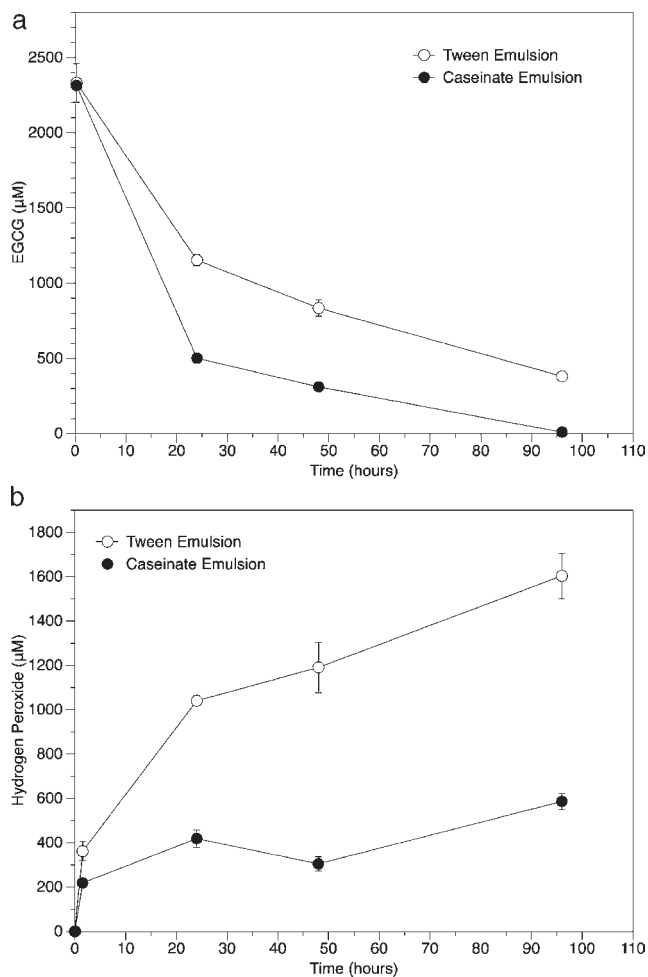 a
Tween Emulsion
Caseinate Emulsion
2500
2000
1500
1000
500
0
EGCG (µM)
0 10 20 30 40 50 60 70 80 90 100 110
Time (hours)
b
Tween Emulsion
Caseinate Emulsion
1800
1600
1400
1200
1000
800
600
400
200
0
Hydrogen Peroxide (µM)
0 10 20 30 40 50 60 70 80 90 100 110
Time (hours)